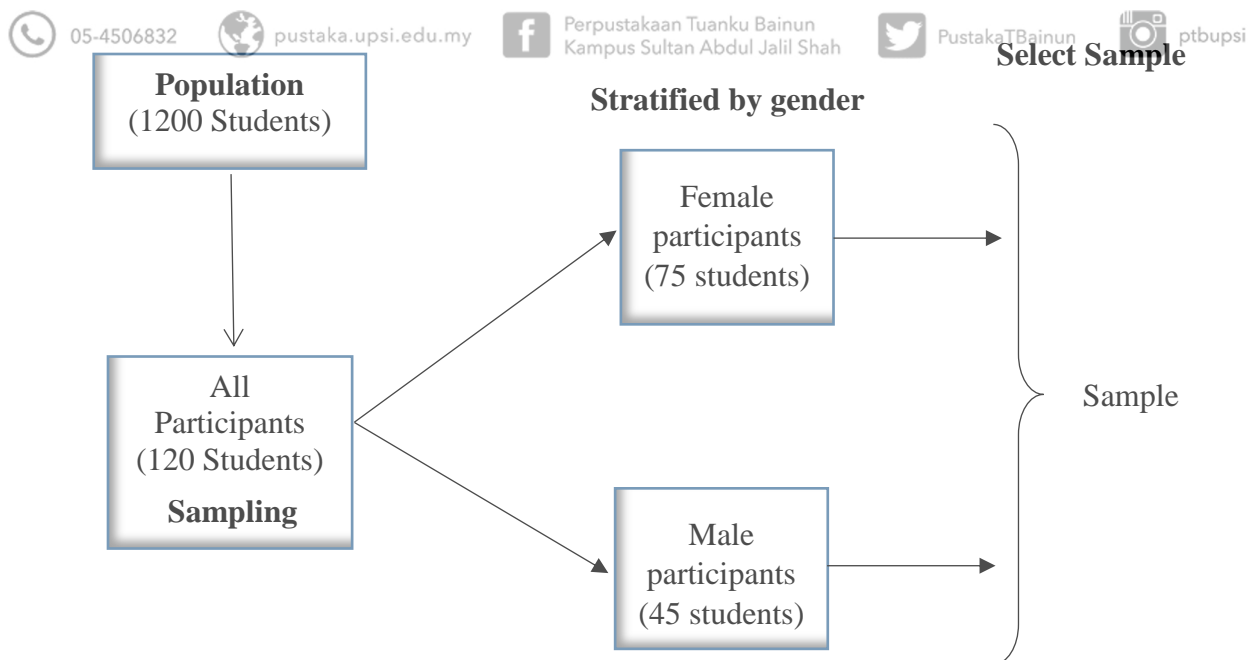 05-4506832
pustaka.upsi.edu.my
Perpustakaan Tuanku Bainun
Kampus Sultan Abdul Jalil Shah
PustakaTBainun
ptbupsi
Select Sample
Population
(1200 Students)
Stratified by gender
Female
participants
(75 students)
All
Participants
(120 Students)
Sampling
Sample
Male
participants
(45 students)